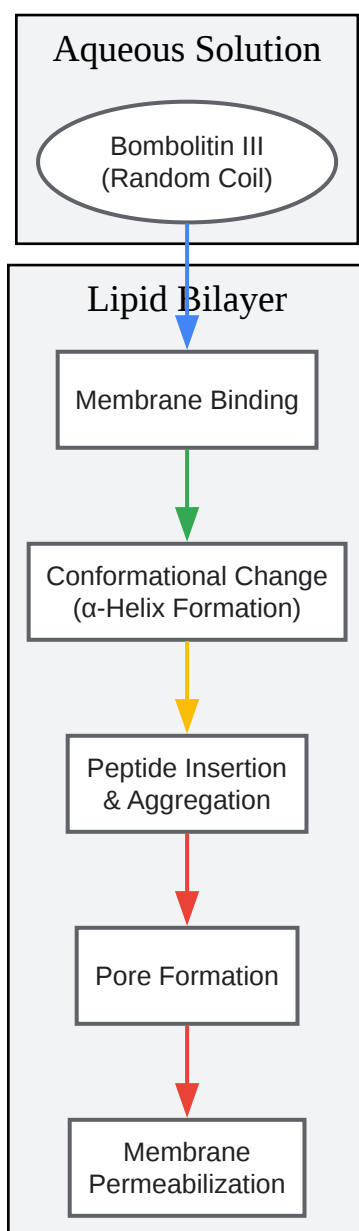 Aqueous Solution
Bombolitin III
(Random Coil)
Lipid Bilayer
Membrane Binding
Conformational Change
(α-Helix Formation)
Peptide Insertion
& Aggregation
Pore Formation
Membrane
Permeabilization